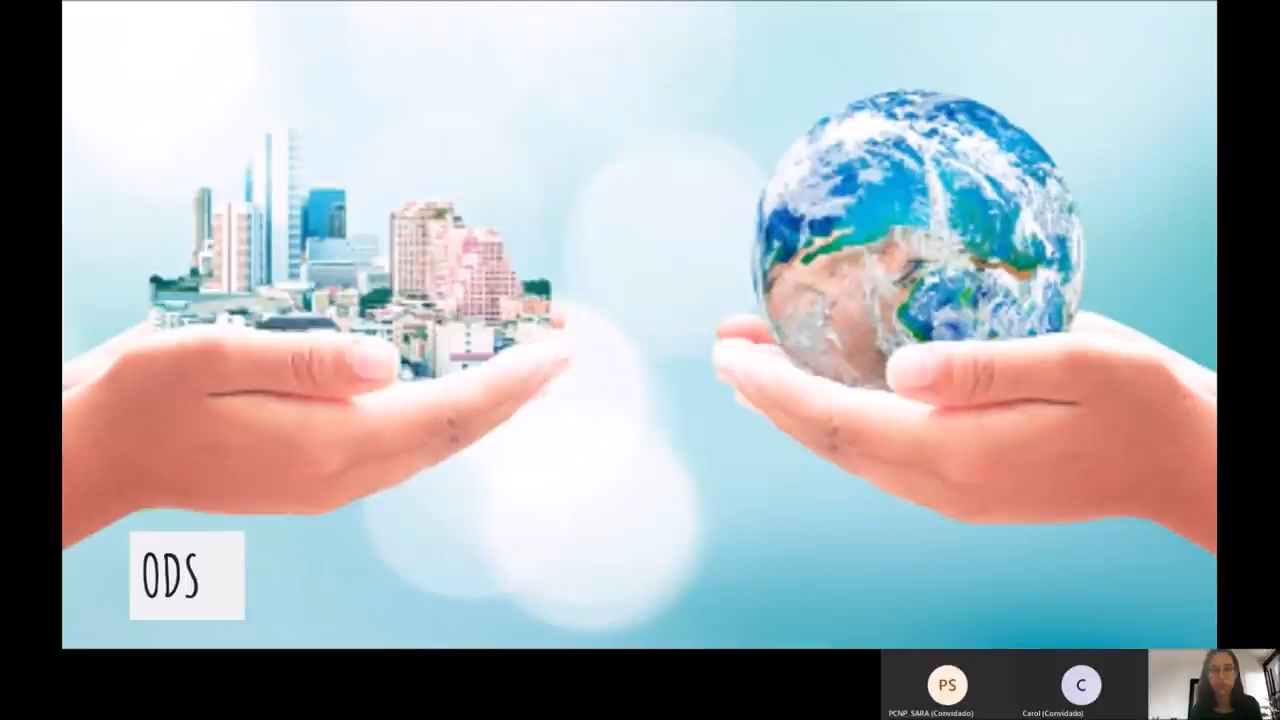 ODS
PS
C
PCNP. SARA (Convidado)
Carol (Convidado)